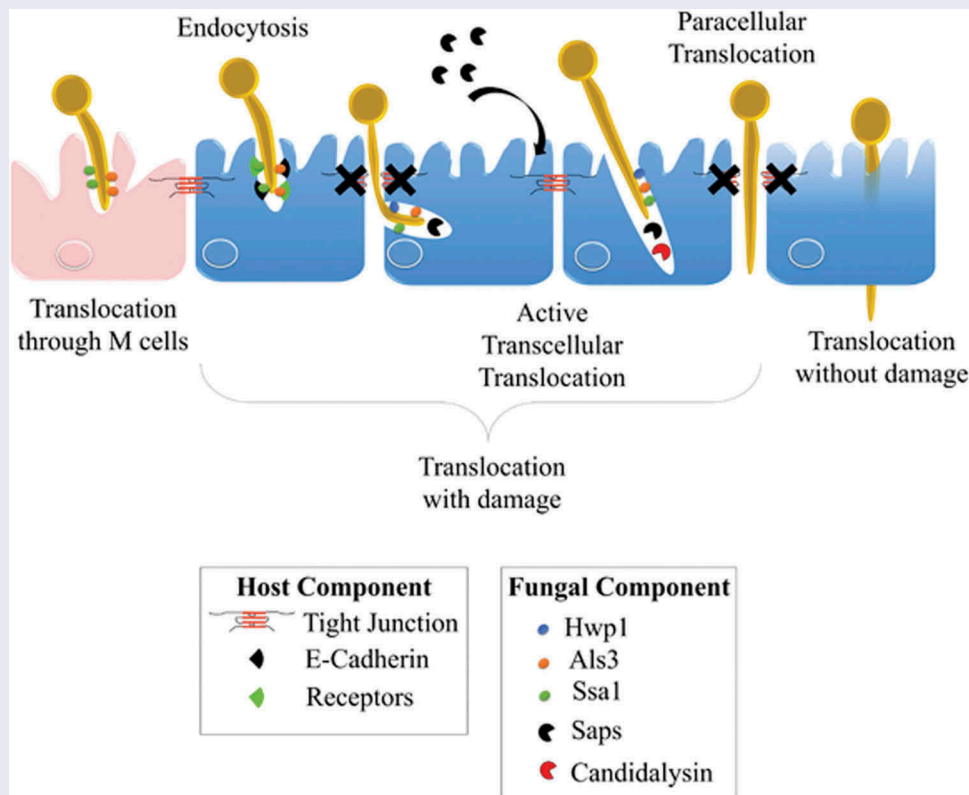 Endocytosis
Paracellular
Translocation
Translocation
through M cells
Active
Transcellular
Translocation
Translocation
without damage
Translocation
with damage
Host Component
Tight Junction
E-Cadherin
Receptors
Fungal Component
Hwp1
Als3
Ssa1
Saps
Candidalysin